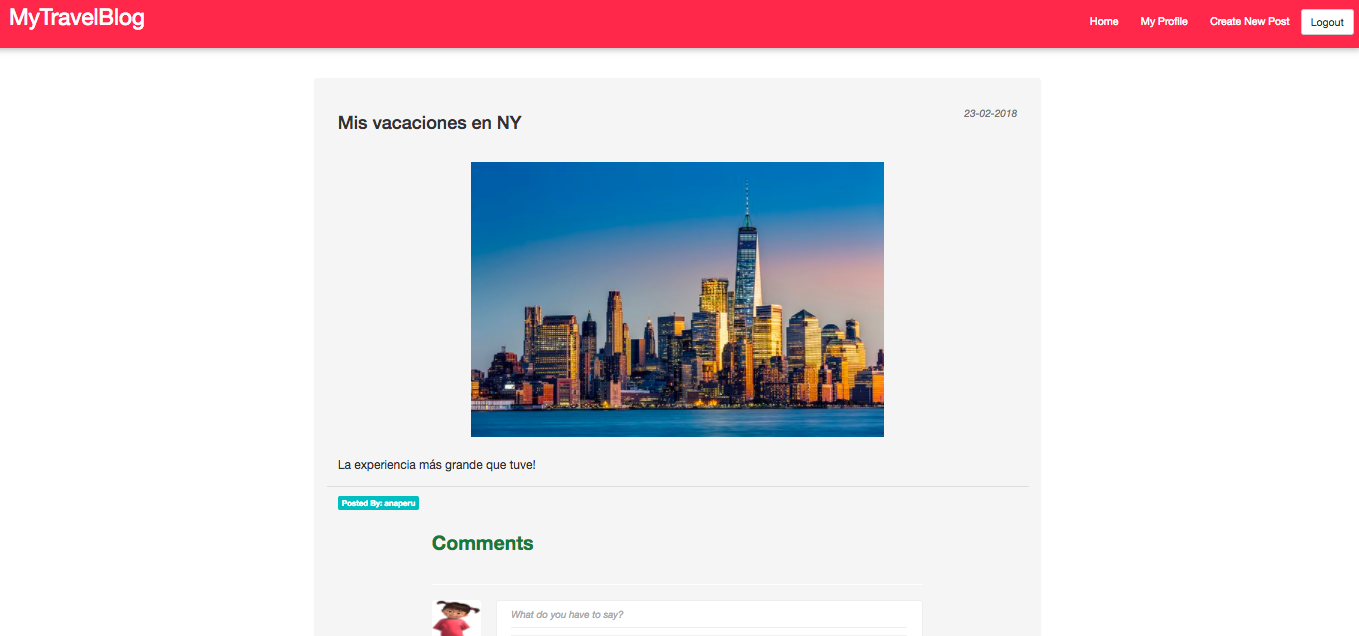 MyTravelBlog
Home My Profile Create New Post Logout
Mis vacaciones en NY
23-02-2018
La experiencia más grande que tuve!
Posted By: anaperu
Comments
What do you have to say?